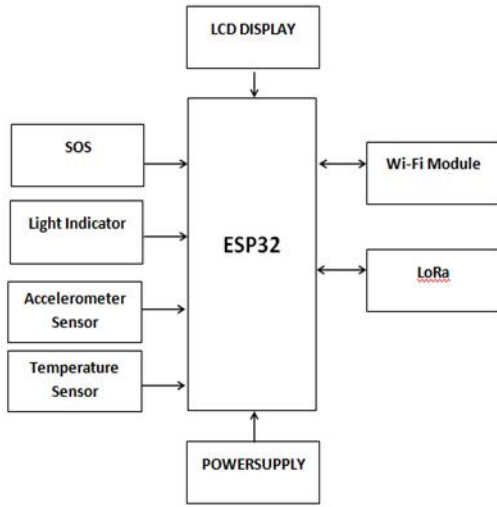 LCD DISPLAY
SOS
Wi-Fi Module
Light Indicator
ESP32
LoRa
Accelerometer
Sensor
Temperature
Sensor
POWERSUPPLY